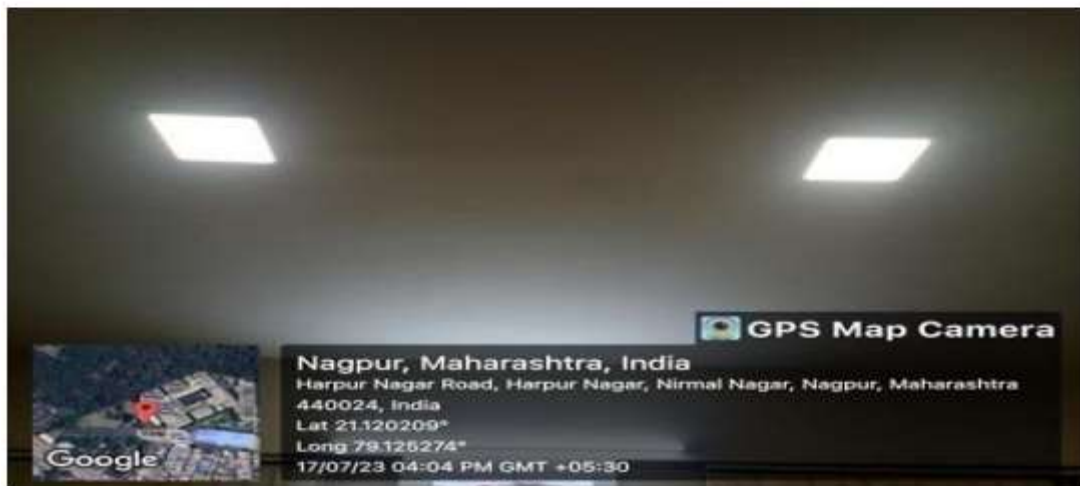 GPS Map Camera
Nagpur, Maharashtra, India
Harpur Nagar Road, Harpur Nagar, Nirmal Nagar, Nagpur, Maharashtra
440024, India
Lat 21.120209°
Long 79.125274°
17/07/23 04:04 PM GMT +05:30
Google